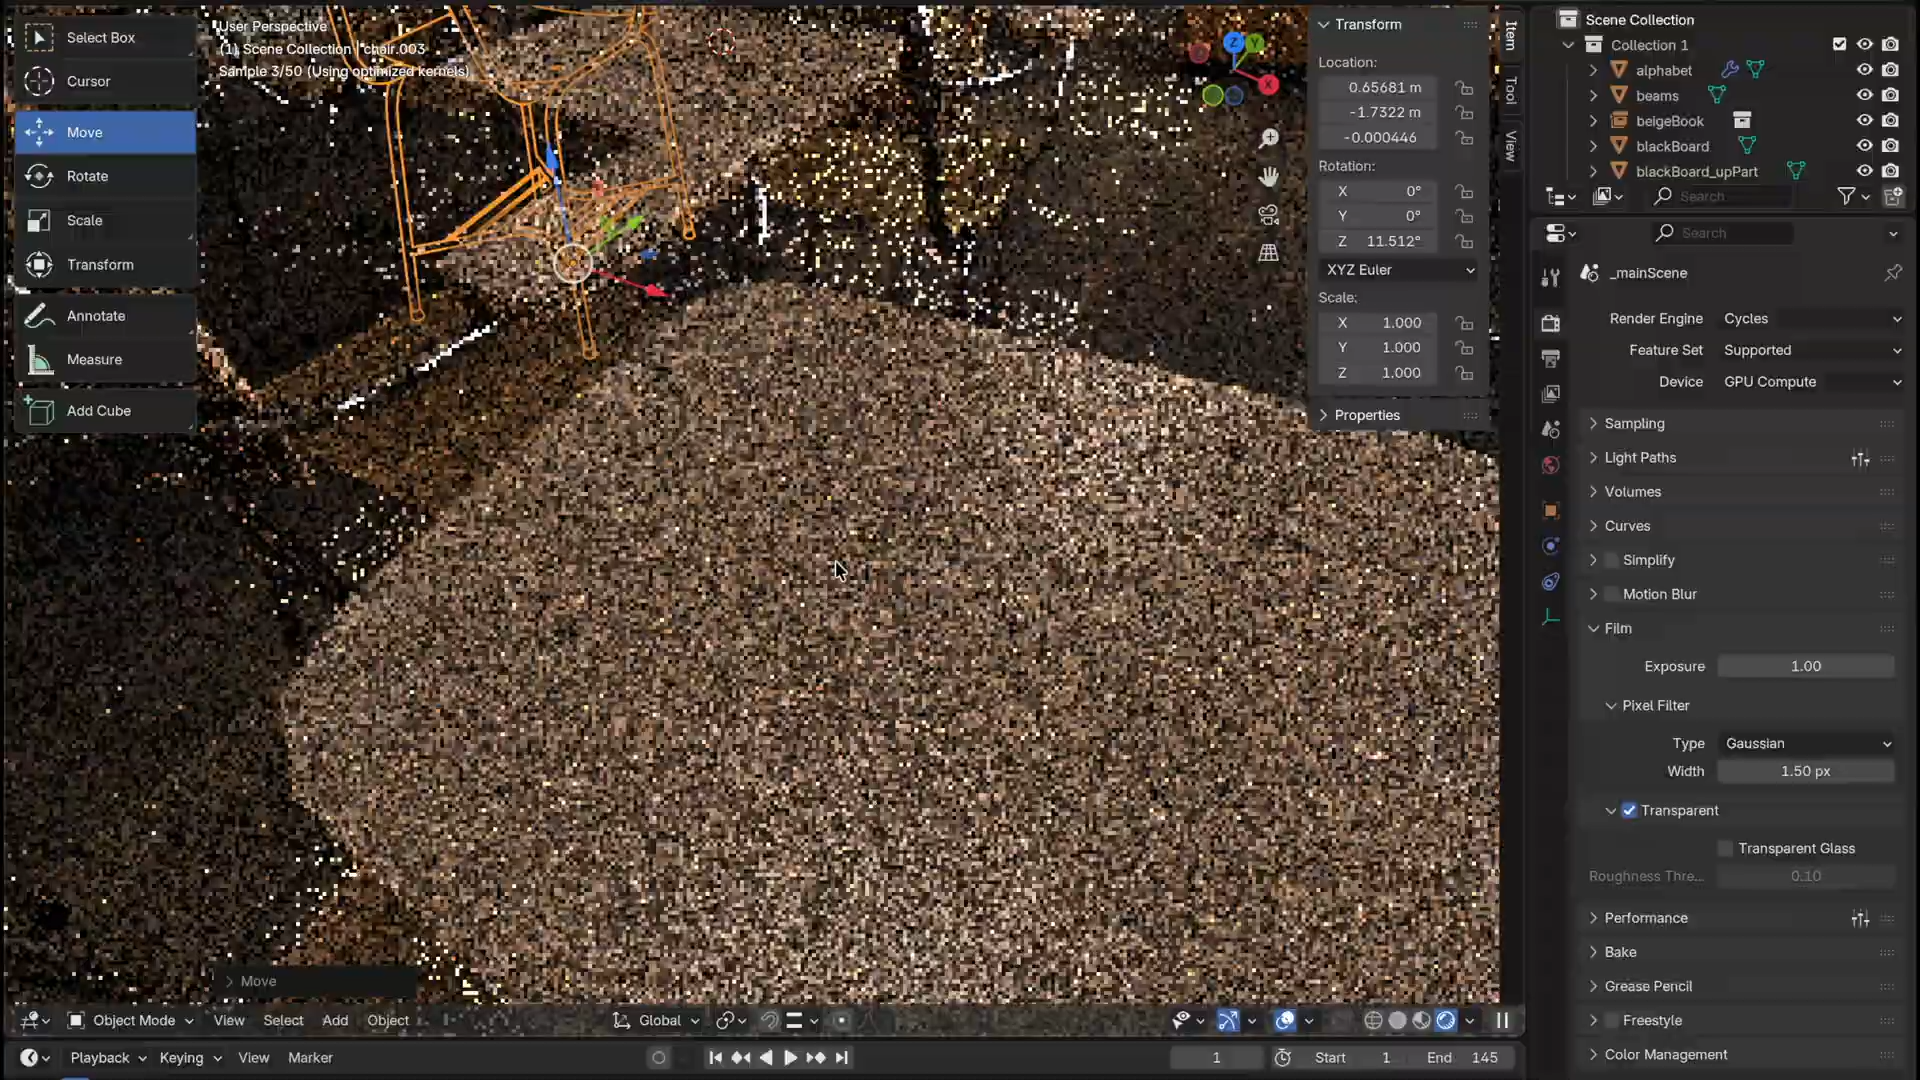 Select Box
Cursor
Move
Rotate
Scale
Transform
Annotate
Measure
Add Cube
User Perspective
(1) Scene Collection | chair.003
Sample 3/50 (Using optimized kernels)
Z
Y
X
Transform
Location:
0.65681 m
-1.7322 m
-0.000446
Rotation:
X 0°
Y 0°
Z 11.512°
XYZ Euler
Scale:
X 1.000
Y 1.000
Z 1.000
Properties
Item
Tool
View
Scene Collection
Collection 1
alphabet
beams
beigeBook
blackBoard
blackBoard_upPart
Search
Search
_mainScene
Render Engine Cycles
Feature Set Supported
Device GPU Compute
Sampling
Light Paths
Volumes
Curves
Simplify
Motion Blur
Film
Exposure 1.00
Pixel Filter
Type Gaussian
Width 1.50 px
Transparent
Transparent Glass
Roughness Thre... 0.10
Performance
Bake
Grease Pencil
Freestyle
Color Management
Move
Object Mode View Select Add Object Global
Playback Keying View Marker 1 Start 1 End 145